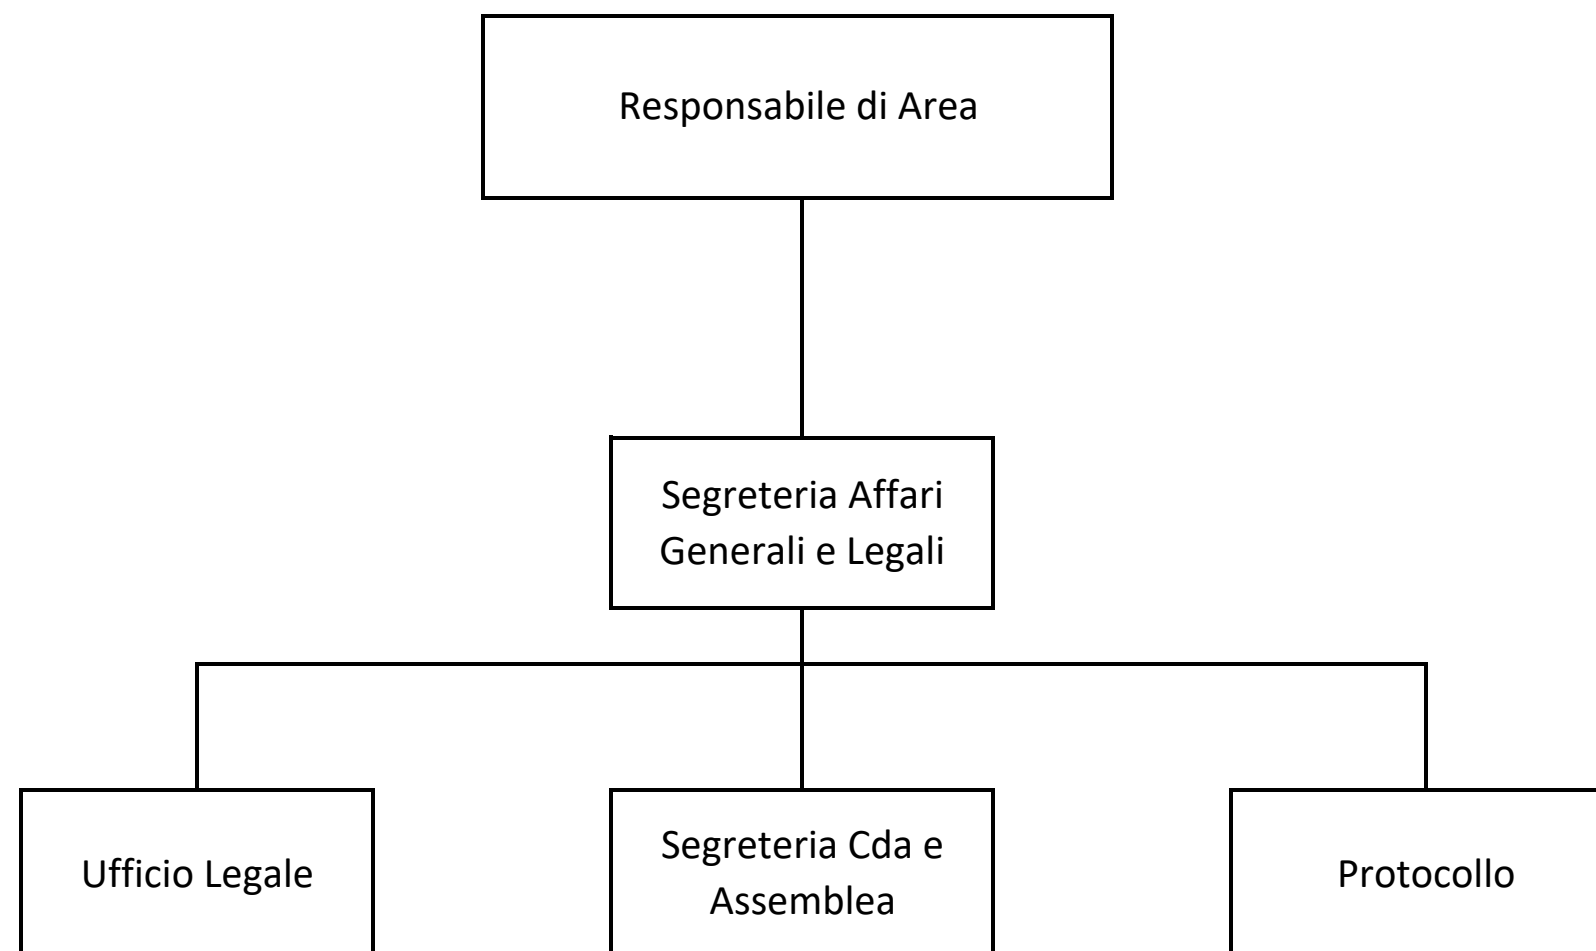 Responsabile di Area
Segreteria Affari
Generali e Legali
Ufficio Legale
Segreteria Cda e
Assemblea
Protocollo